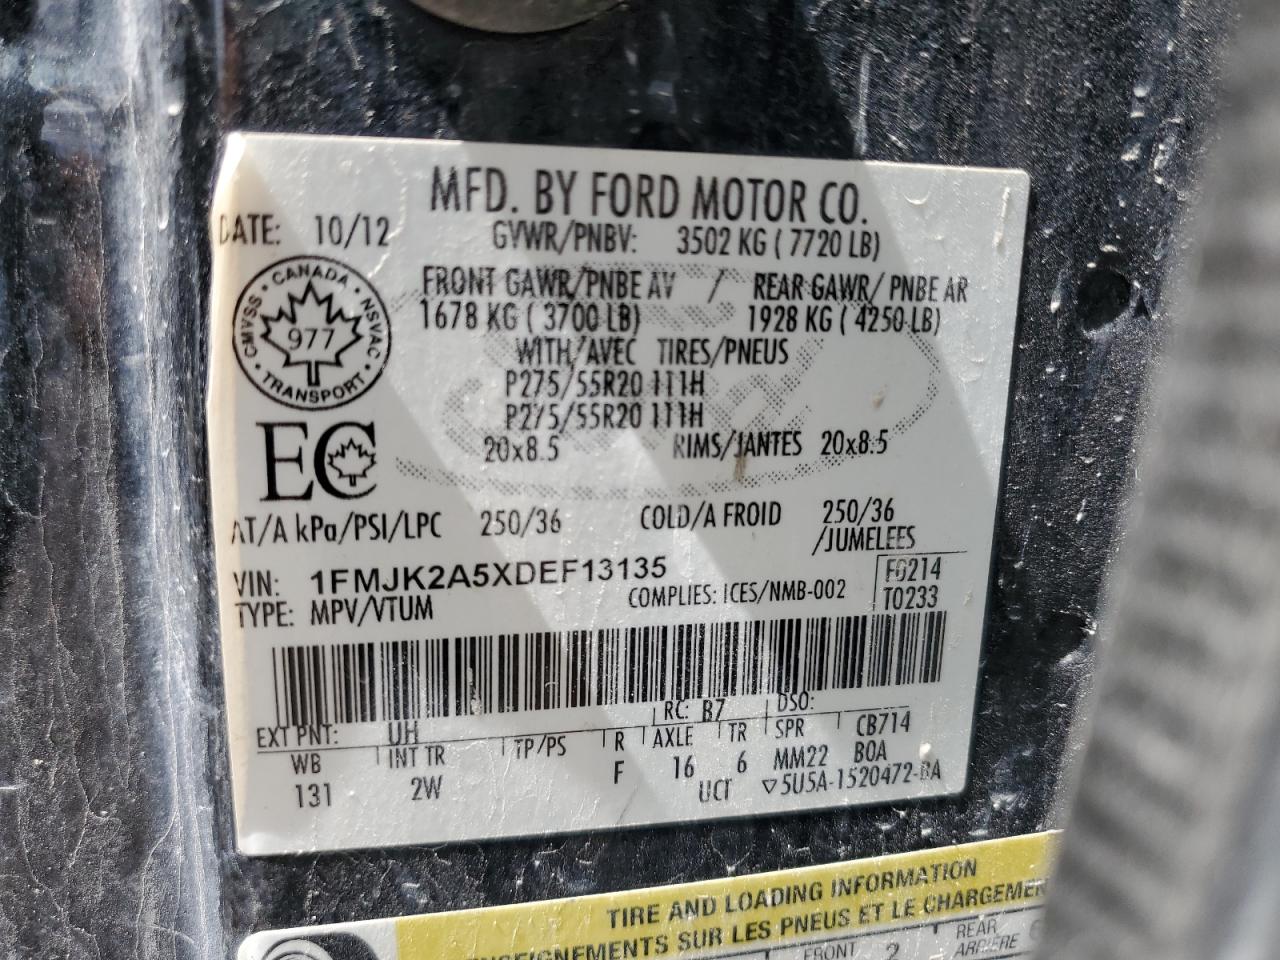 MFD. BY FORD MOTOR CO.
DATE: 10/12 GVWR/PNBV: 3502 KG ( 7720 LB)
FRONT GAWR/PNBE AV / REAR GAWR/ PNBE AR
1678 KG ( 3700 LB) 1928 KG ( 4250 LB)
WITH/AVEC TIRES/PNEUS
P275/55R20 111H
P275/55R20 111H
20x8.5 RIMS/JANTES 20x8.5
CANADA
CMVSS · NSVAC
977
TRANSPORT
EC
AT/A kPa/PSI/LPC 250/36 COLD/A FROID 250/36
/JUMELEES
VIN: 1FMJK2A5XDEF13135 F0214
TYPE: MPV/VTUM COMPLIES: ICES/NMB-002 T0233
EXT PNT: UH RC: B7 DSO:
WB INT TR TP/PS R AXLE TR SPR CB714
131 2W F 16 6 MM22 BOA
UCT ▽5U5A-1520472-BA
TIRE AND LOADING INFORMATION
SUR LES PNEUS ET LE
FRONT 2 REAR
ARRIÈRE